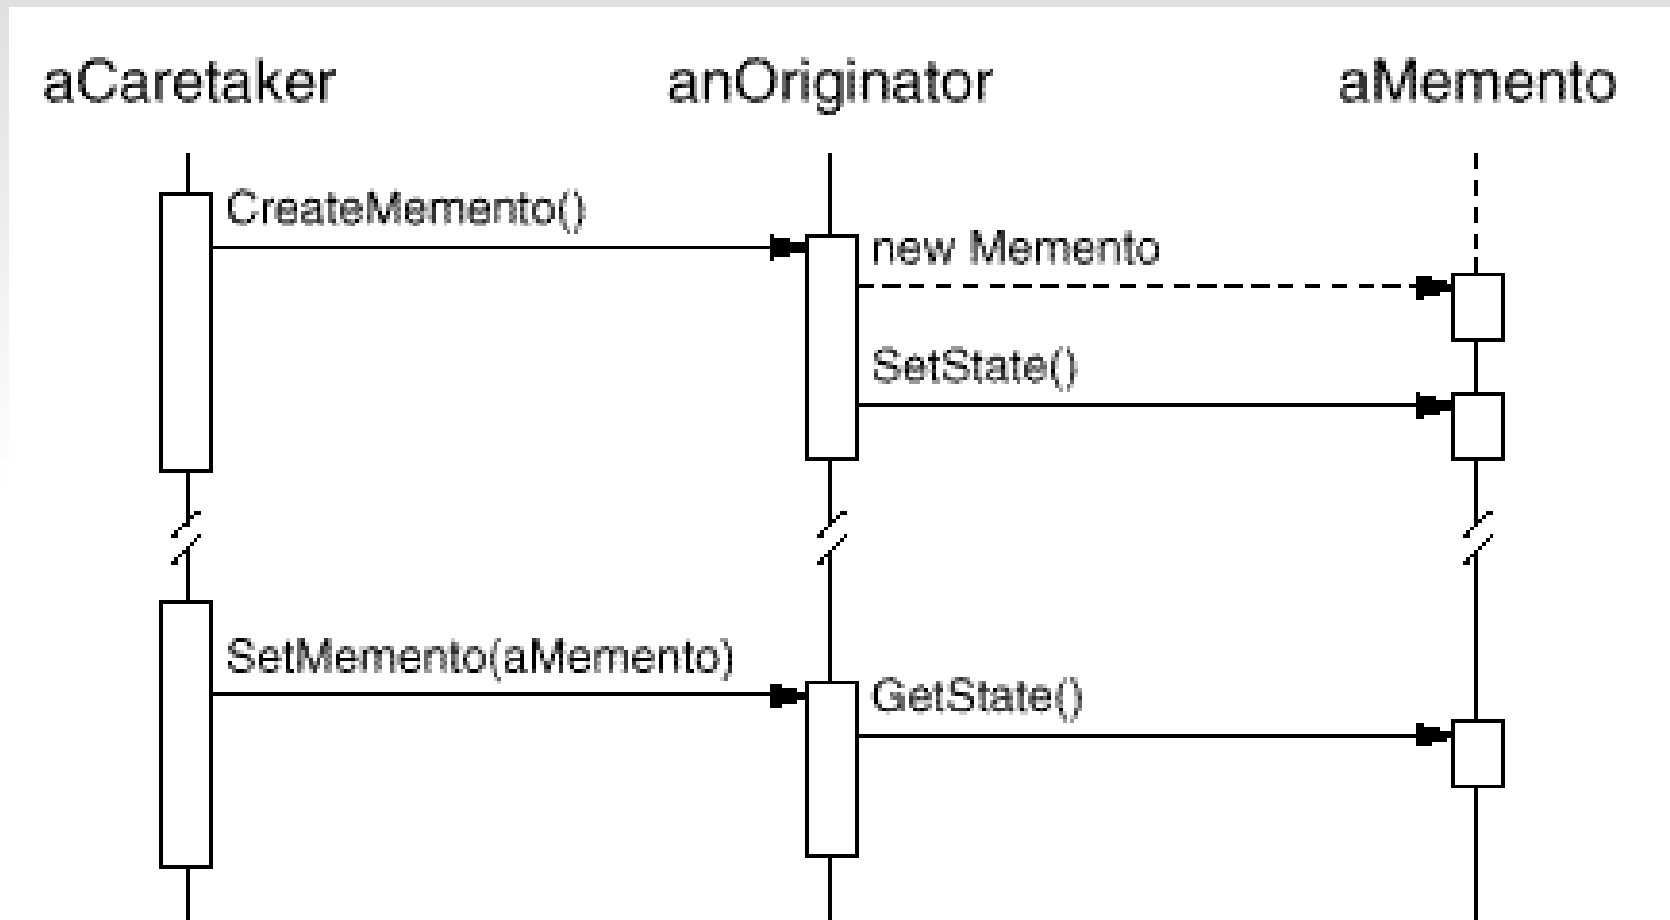 aCaretaker anOriginator aMemento
CreateMemento()
new Memento
SetState()
SetMemento(aMemento)
GetState()